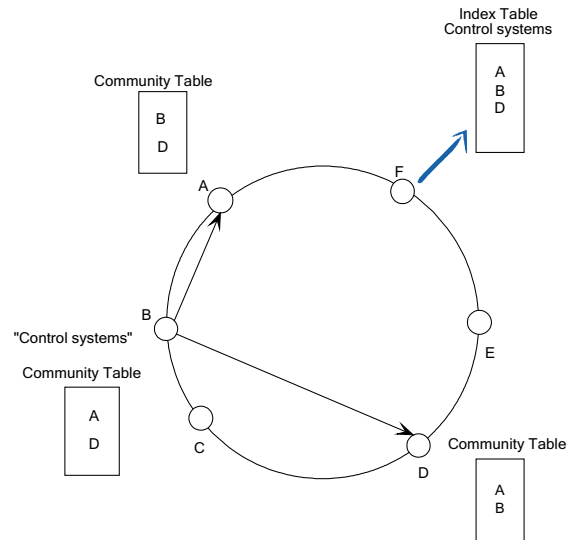 Index Table
Control systems
A
B
D
Community Table
B
D
A
F
B
"Control systems"
E
Community Table
A
D
C
D
Community Table
A
B